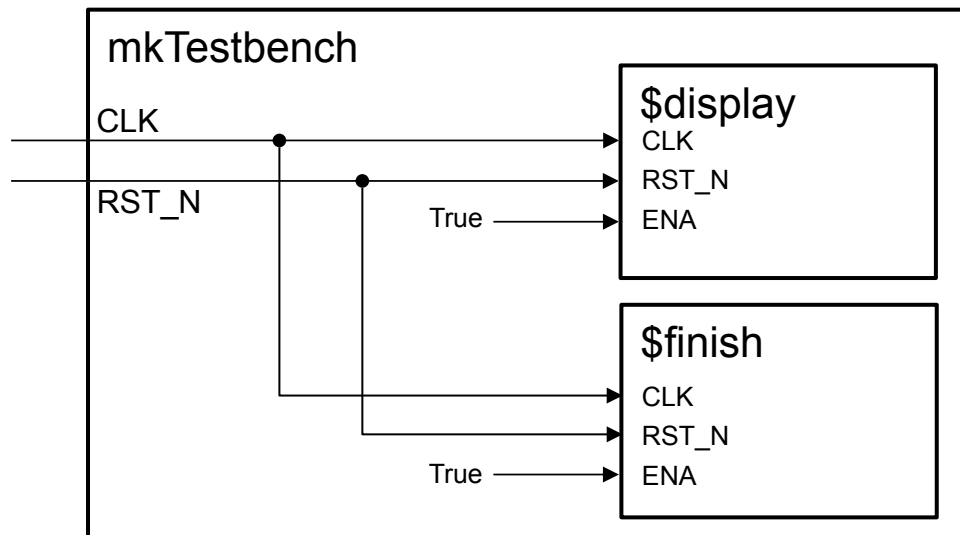 mkTestbench
CLK
RST_N
$display
CLK
RST_N
True
ENA
$finish
CLK
RST_N
True
ENA